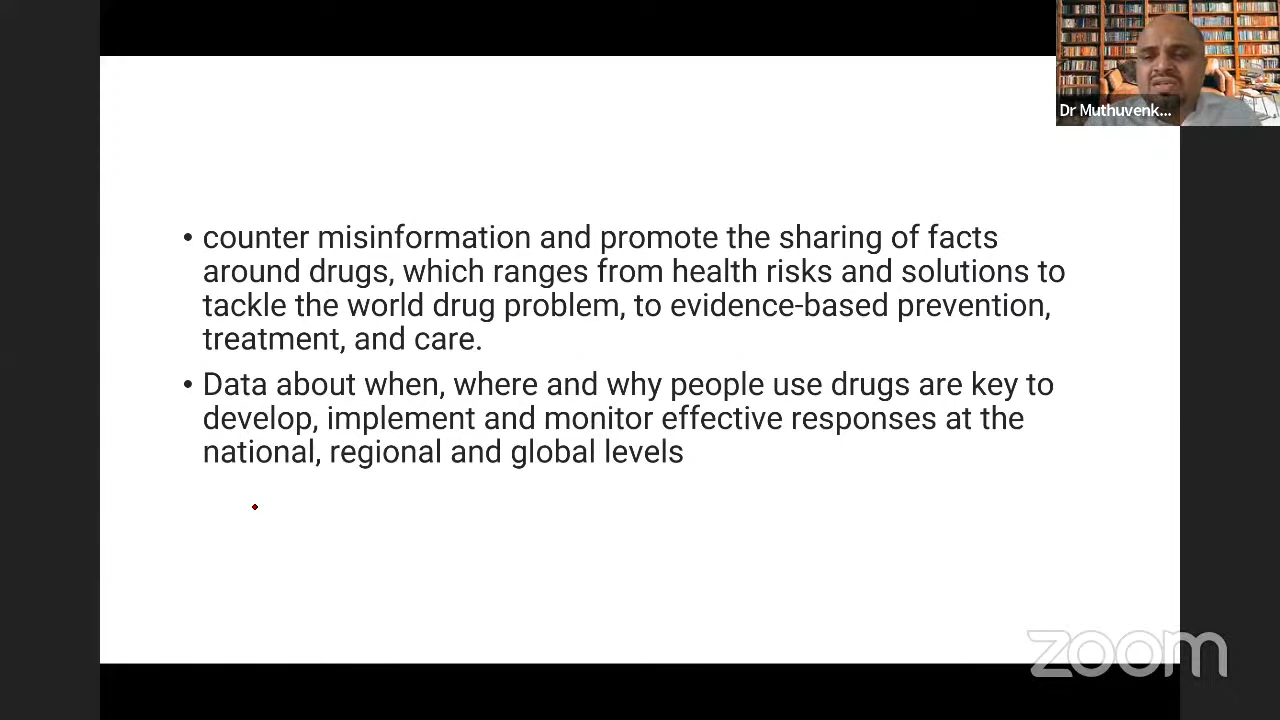 Dr Muthuvenk...
• counter misinformation and promote the sharing of facts
around drugs, which ranges from health risks and solutions to
tackle the world drug problem, to evidence-based prevention,
treatment, and care.
• Data about when, where and why people use drugs are key to
develop, implement and monitor effective responses at the
national, regional and global levels
zoom